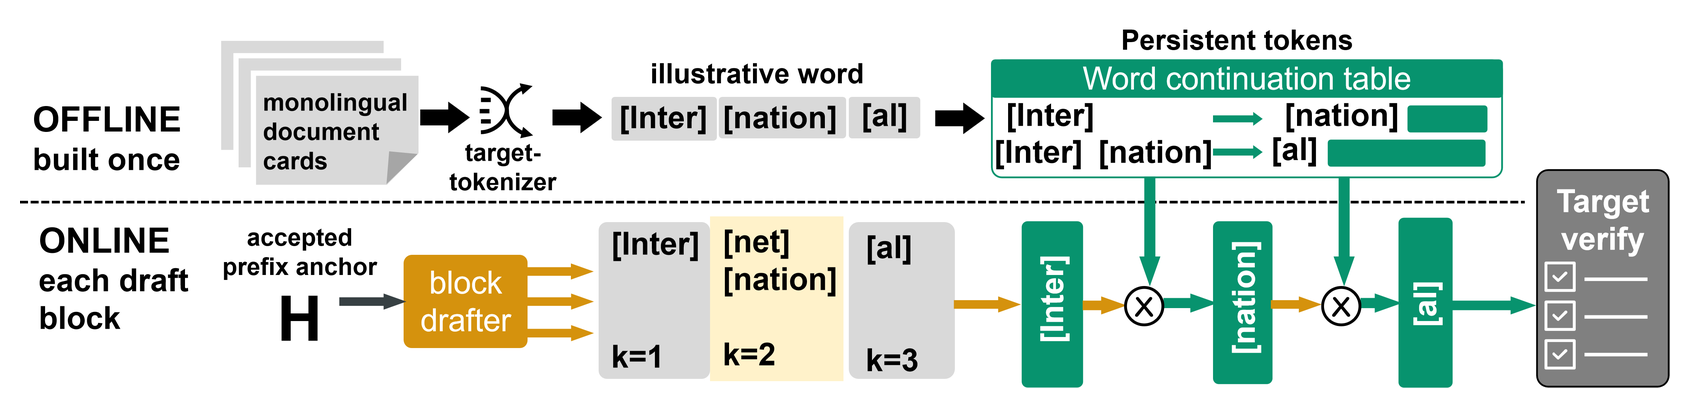 OFFLINE
built once
monolingual
document
cards
target-
tokenizer
illustrative word
[Inter] [nation] [al]
Persistent tokens
Word continuation table
[Inter] [nation]
[Inter] [nation] [al]
ONLINE
each draft
block
accepted
prefix anchor
H
block
drafter
[Inter]
k=1
[net]
[nation]
k=2
[al]
k=3
[Inter]
X
[nation]
X
[al]
Target
verify